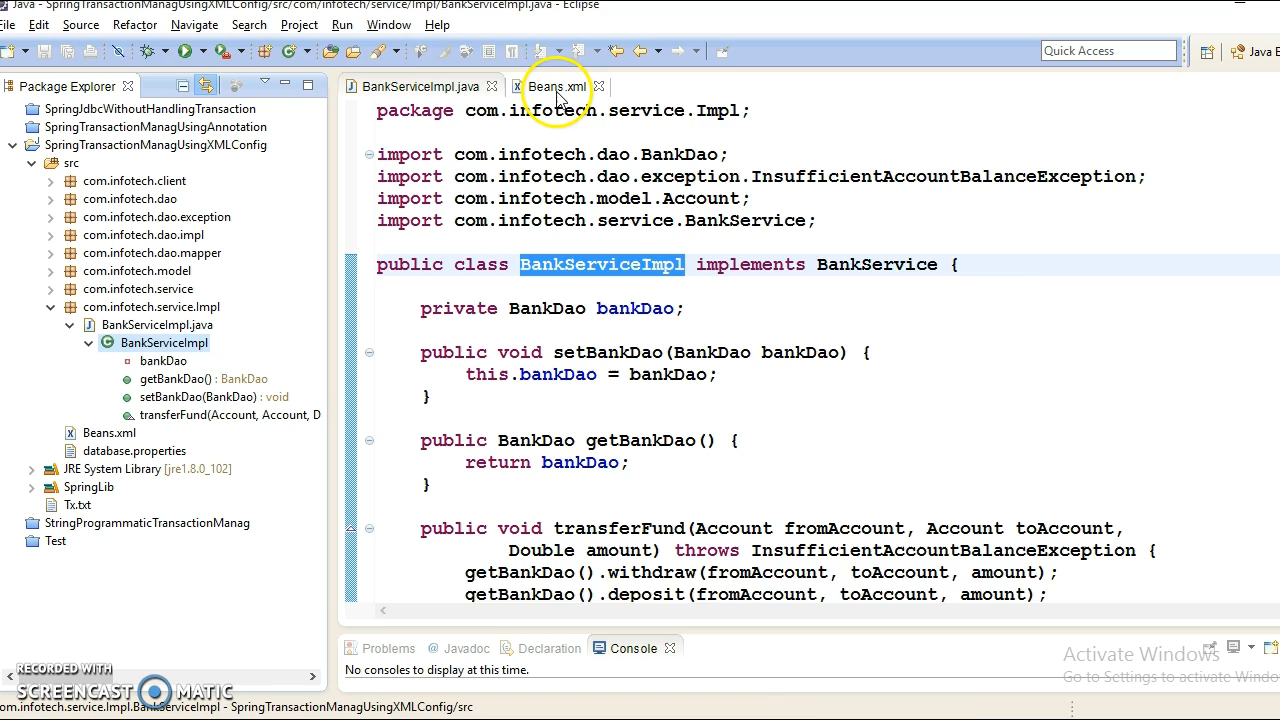 Java - SpringTransactionManagUsingXMLConfig/src/com/infotech/service/Impl/BankServiceImpl.java - Eclipse
File Edit Source Refactor Navigate Search Project Run Window Help
Quick Access
Java E
Package Explorer
BankServiceImpl.java
Beans.xml
SpringJdbcWithoutHandlingTransaction
SpringTransactionManagUsingAnnotation
SpringTransactionManagUsingXMLConfig
src
com.infotech.client
com.infotech.dao
com.infotech.dao.exception
com.infotech.dao.impl
com.infotech.dao.mapper
com.infotech.model
com.infotech.service
com.infotech.service.Impl
BankServiceImpl.java
BankServiceImpl
bankDao
getBankDao() : BankDao
setBankDao(BankDao) : void
transferFund(Account, Account, D
Beans.xml
database.properties
JRE System Library [jre1.8.0_102]
SpringLib
Tx.txt
StringProgrammaticTransactionManag
Test
package com.infotech.service.Impl;
import com.infotech.dao.BankDao;
import com.infotech.dao.exception.InsufficientAccountBalanceException;
import com.infotech.model.Account;
import com.infotech.service.BankService;
public class BankServiceImpl implements BankService {
private BankDao bankDao;
public void setBankDao(BankDao bankDao) {
this.bankDao = bankDao;
}
public BankDao getBankDao() {
return bankDao;
}
public void transferFund(Account fromAccount, Account toAccount,
Double amount) throws InsufficientAccountBalanceException {
getBankDao().withdraw(fromAccount, toAccount, amount);
getBankDao().deposit(fromAccount, toAccount, amount);
Problems @ Javadoc Declaration Console
No consoles to display at this time.
Activate Windows
Go to Settings to activate Windo
RECORDED WITH
SCREENCAST MATIC
om.infotech.service.Impl.BankServiceImpl - SpringTransactionManagUsingXMLConfig/src